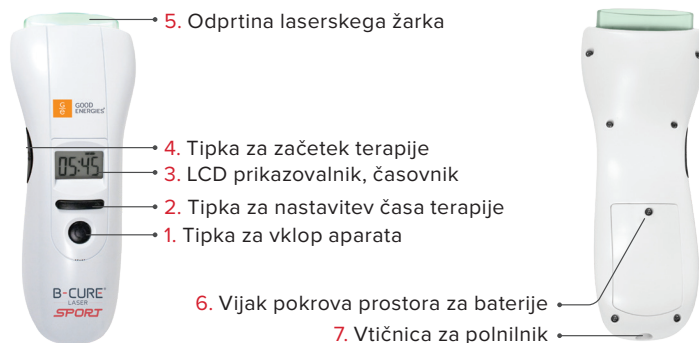 5. Odprtina laserskega žarka
GOOD
ENERGIES
4. Tipka za začetek terapije
05:45
3. LCD prikazovalnik, časovnik
2. Tipka za nastavitev časa terapije
1. Tipka za vklop aparata
B-CURE
LASER
SPORT
6. Vijak pokrova prostora za baterije
7. Vtičnica za polnilnik